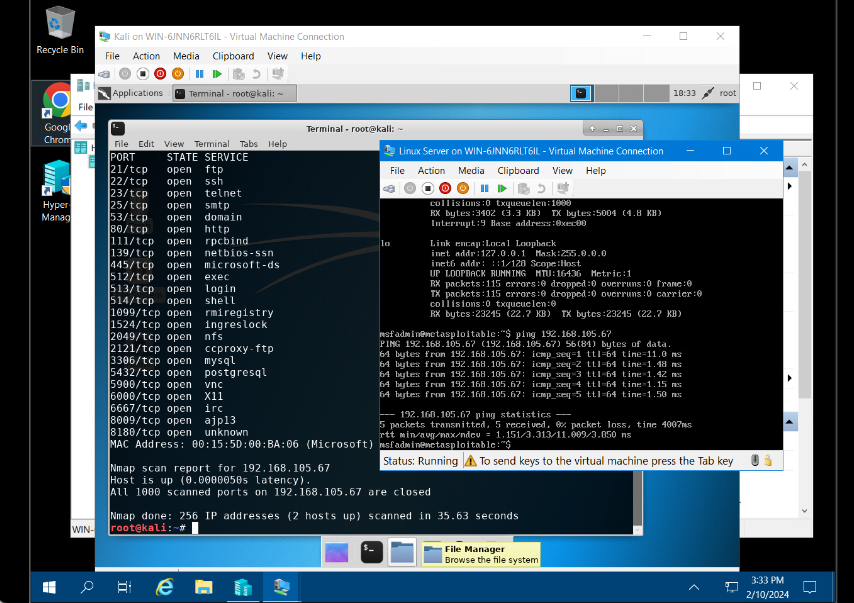 Recycle Bin
Google
Chrom
Hyper-
Manag
File
Kali on WIN-6JNN6RLT6IL - Virtual Machine Connection
File Action Media Clipboard View Help
Applications
Terminal - root@kali: ~
18:33
root
Terminal - root@kali: ~
File Edit View Terminal Tabs Help
PORT STATE SERVICE
21/tcp open ftp
22/tcp open ssh
23/tcp open telnet
25/tcp open smtp
53/tcp open domain
80/tcp open http
111/tcp open rpcbind
139/tcp open netbios-ssn
445/tcp open microsoft-ds
512/tcp open exec
513/tcp open login
514/tcp open shell
1099/tcp open rmiregistry
1524/tcp open ingreslock
2049/tcp open nfs
2121/tcp open ccproxy-ftp
3306/tcp open mysql
5432/tcp open postgresql
5900/tcp open vnc
6000/tcp open X11
6667/tcp open irc
8009/tcp open ajp13
8180/tcp open unknown
MAC Address: 00:15:5D:00:BA:06 (Microsoft)
Nmap scan report for 192.168.105.67
Host is up (0.0000050s latency).
All 1000 scanned ports on 192.168.105.67 are closed
Nmap done: 256 IP addresses (2 hosts up) scanned in 35.63 seconds
root@kali:~#
Linux Server on WIN-6JNN6RLT6IL - Virtual Machine Connection
File Action Media Clipboard View Help
collisions:0 txqueuelen:1000
RX bytes:3402 (3.3 KB) TX bytes:5004 (4.8 KB)
Interrupt:9 Base address:0xec00
lo Link encap:Local Loopback
inet addr:127.0.0.1 Mask:255.0.0.0
inet6 addr: ::1/128 Scope:Host
UP LOOPBACK RUNNING MTU:16436 Metric:1
RX packets:115 errors:0 dropped:0 overruns:0 frame:0
TX packets:115 errors:0 dropped:0 overruns:0 carrier:0
collisions:0 txqueuelen:0
RX bytes:23245 (22.7 KB) TX bytes:23245 (22.7 KB)
msfadmin@metasploitable:~$ ping 192.168.105.67
PING 192.168.105.67 (192.168.105.67) 56(84) bytes of data.
64 bytes from 192.168.105.67: icmp_seq=1 ttl=64 time=11.0 ms
64 bytes from 192.168.105.67: icmp_seq=2 ttl=64 time=1.48 ms
64 bytes from 192.168.105.67: icmp_seq=3 ttl=64 time=1.42 ms
64 bytes from 192.168.105.67: icmp_seq=4 ttl=64 time=1.15 ms
64 bytes from 192.168.105.67: icmp_seq=5 ttl=64 time=1.50 ms
--- 192.168.105.67 ping statistics ---
5 packets transmitted, 5 received, 0% packet loss, time 4007ms
rtt min/avg/max/mdev = 1.151/3.313/11.009/3.850 ms
msfadmin@metasploitable:~$
Status: Running
To send keys to the virtual machine press the Tab key
WIN-
File Manager
Browse the file system
3:33 PM
2/10/2024